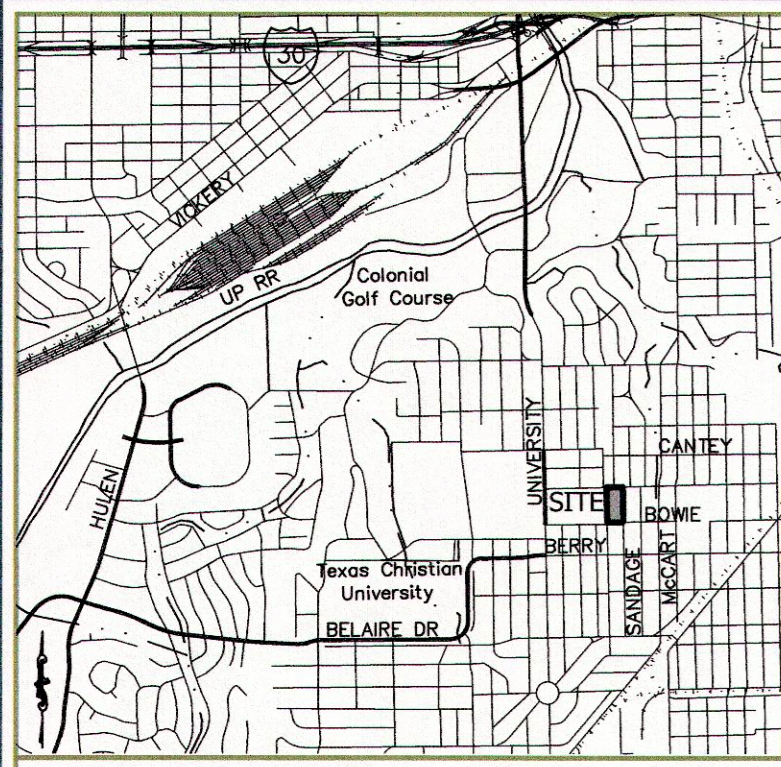 30
VICKERY
UP RR
Colonial
Golf Course
UNIVERSITY
CANTEY
HULEN
SITE
BOWIE
BERRY
McCART
SANDAGE
Texas Christian
University
BELAIRE DR